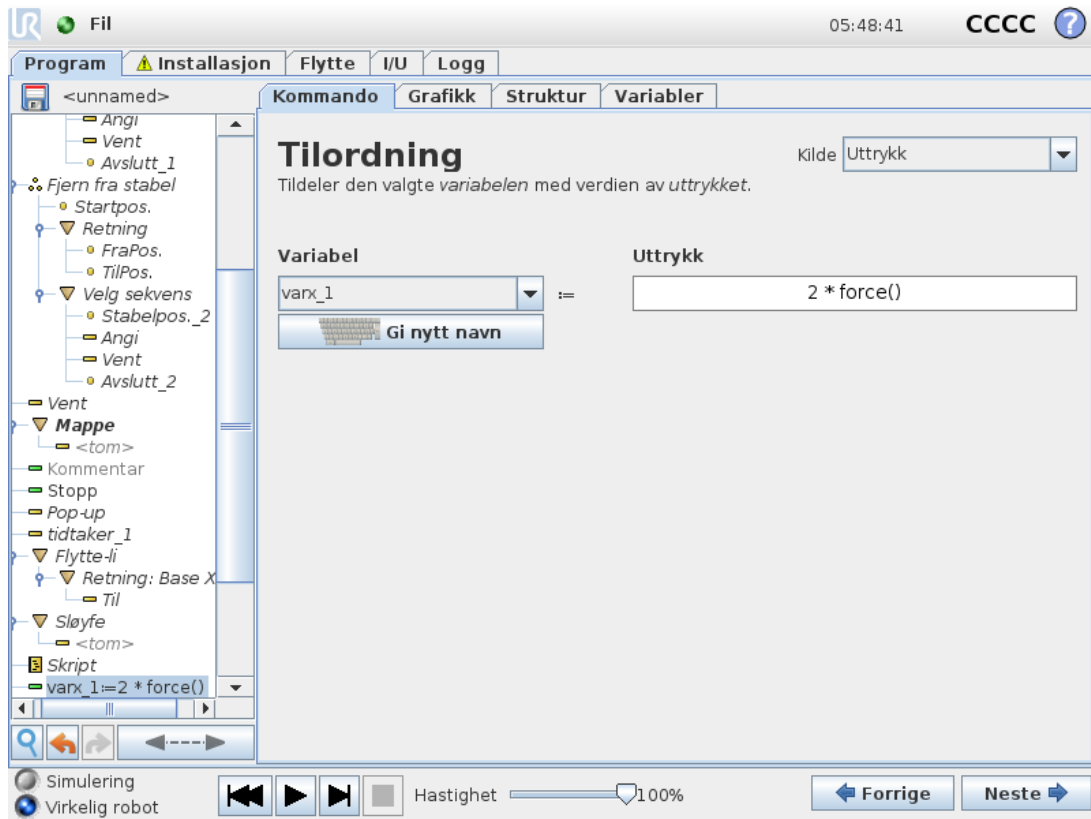 UR Fil 05:48:41 CCCC ?
Program Installasjon Flytte I/U Logg
<unnamed>
Kommando Grafikk Struktur Variabler
Angi
Vent
Avslutt_1
Fjern fra stabel
Startpos.
Retning
FraPos.
TilPos.
Velg sekvens
Stabelpos._2
Angi
Vent
Avslutt_2
Vent
Mappe
<tom>
Kommentar
Stopp
Pop-up
tidtaker_1
Flytte-li
Retning: Base X
Til
Sløyfe
<tom>
Skript
varx_1:=2 * force()
Tilordning
Kilde Uttrykk
Tildeler den valgte variabelen med verdien av uttrykket.
Variabel
Uttrykk
varx_1 := 2 * force()
Gi nytt navn
Simulering
Virkelig robot
Hastighet 100%
Forrige
Neste